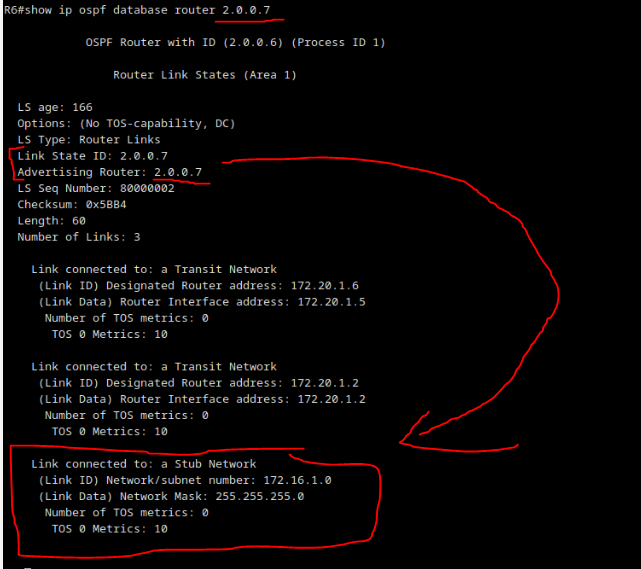 R6#show ip ospf database router 2.0.0.7
OSPF Router with ID (2.0.0.6) (Process ID 1)
Router Link States (Area 1)
LS age: 166
Options: (No TOS-capability, DC)
LS Type: Router Links
Link State ID: 2.0.0.7
Advertising Router: 2.0.0.7
LS Seq Number: 80000002
Checksum: 0x5BB4
Length: 60
Number of Links: 3
Link connected to: a Transit Network
(Link ID) Designated Router address: 172.20.1.6
(Link Data) Router Interface address: 172.20.1.5
Number of TOS metrics: 0
TOS 0 Metrics: 10
Link connected to: a Transit Network
(Link ID) Designated Router address: 172.20.1.2
(Link Data) Router Interface address: 172.20.1.2
Number of TOS metrics: 0
TOS 0 Metrics: 10
Link connected to: a Stub Network
(Link ID) Network/subnet number: 172.16.1.0
(Link Data) Network Mask: 255.255.255.0
Number of TOS metrics: 0
TOS 0 Metrics: 10